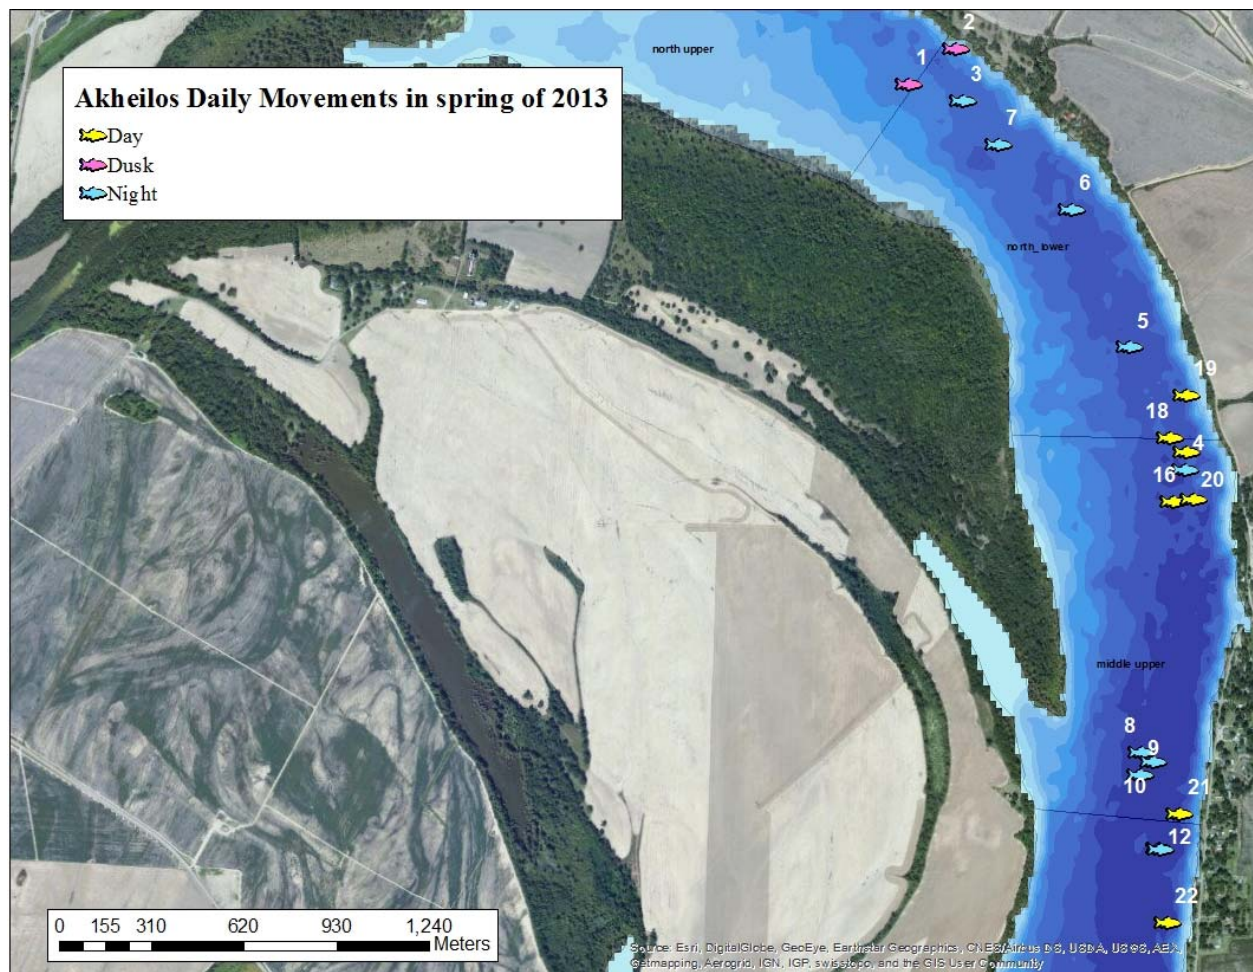 north upper
2
1
3
Akheilos Daily Movements in spring of 2013
Day
Dusk
Night
7
6
north_lower
5
19
18
4
16 20
middle upper
8
9
10
21
12
22
0 155 310 620 930 1,240
Meters
Source: Esri, DigitalGlobe, GeoEye, Earthstar Geographics, CNES/Airbus DS, USDA, USGS, AEX,
Getmapping, Aerogrid, IGN, IGP, swisstopo, and the GIS User Community